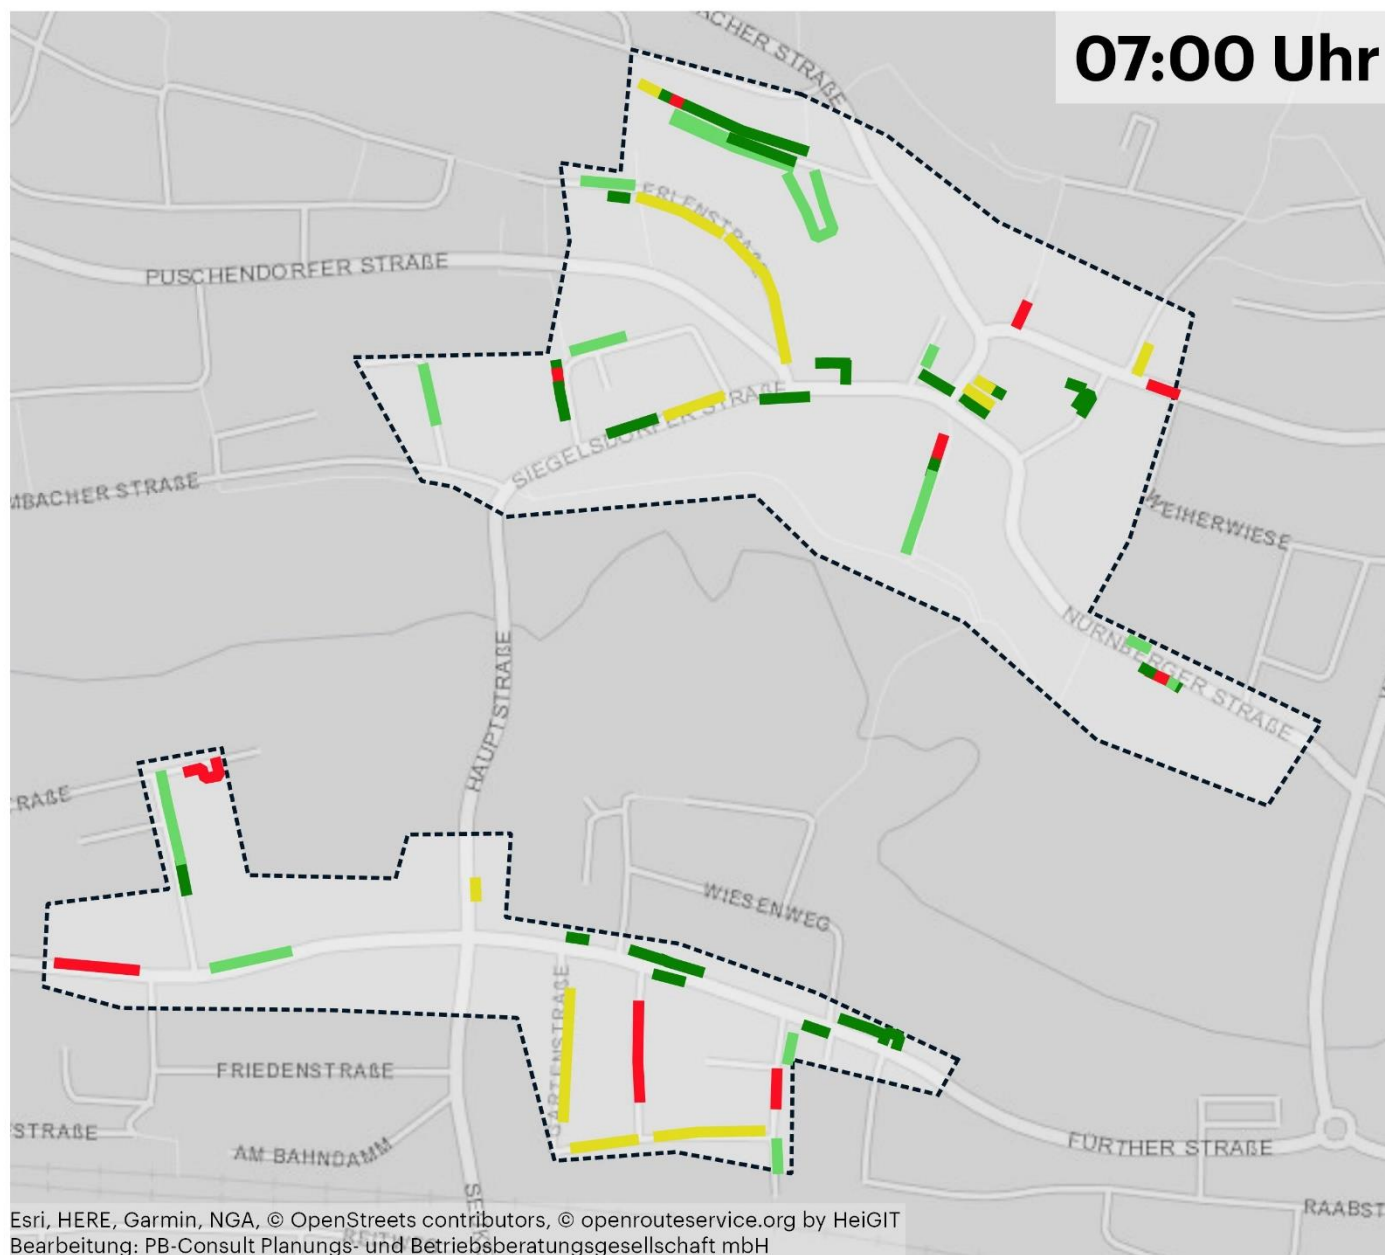 07:00 Uhr
ACHER STRAßE
ERLENSTRAßE
PUSCHENDORFER STRAßE
SIEGELSDORFER STRAßE
MBACHER STRAßE
WEIHERWIESE
NÜRNBERGER STRAßE
HAUPTSTRAßE
RAßE
WIESENWEG
GARTENSTRAßE
FRIEDENSTRAßE
STRAßE
AM BAHNDAMM
FÜRTHER STRAßE
RAABST
Esri, HERE, Garmin, NGA, © OpenStreets contributors, © openrouteservice.org by HeiGIT
REITWEG
Bearbeitung: PB-Consult Planungs- und Betriebsberatungsgesellschaft mbH